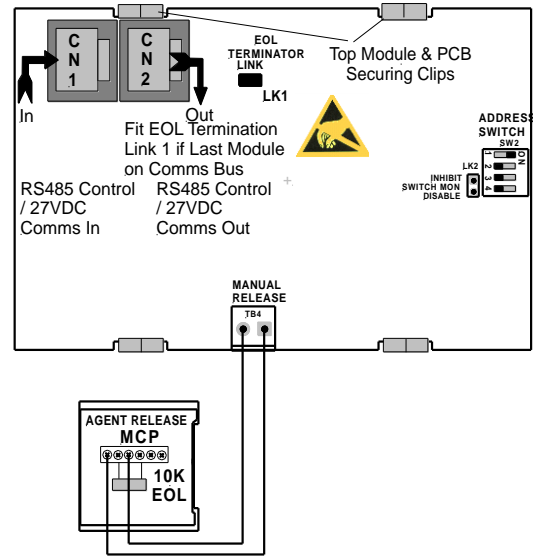 C
N
1
C
N
2
EOL
TERMINATOR
LINK
LK1
Top Module & PCB
Securing Clips
In
Out
Fit EOL Termination
Link 1 if Last Module
on Comms Bus
RS485 Control
/ 27VDC
Comms In
RS485 Control
/ 27VDC
Comms Out
ADDRESS
SWITCH
SW2
ON
1
2
3
4
LK2
INHIBIT
SWITCH MON
DISABLE
MANUAL
RELEASE
TB4
AGENT RELEASE
MCP
10K
EOL